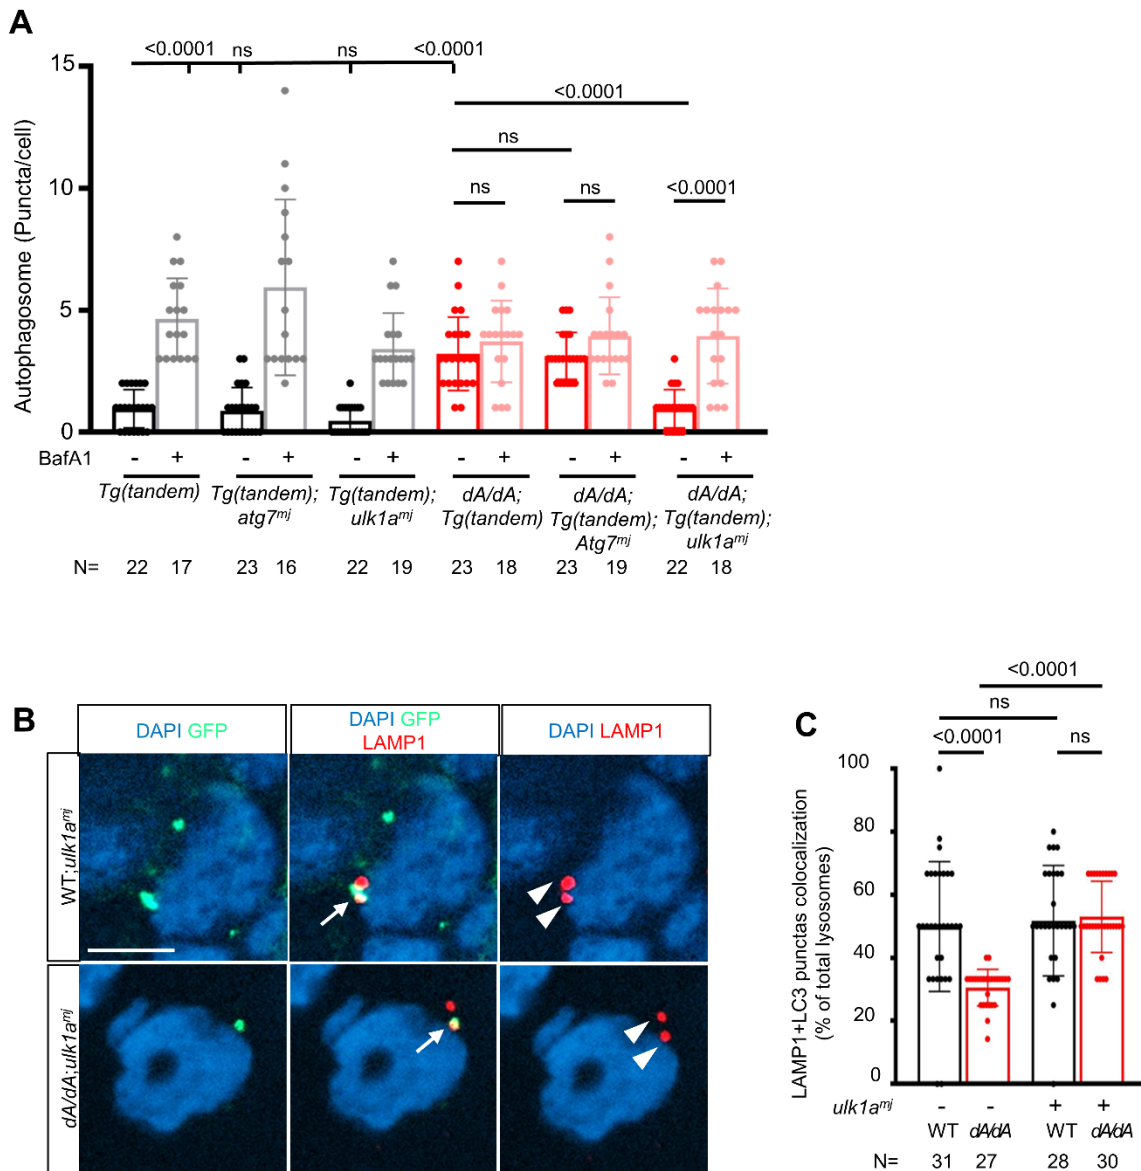 A
<0.0001 ns ns <0.0001
<0.0001
ns
ns ns <0.0001
15
10
5
0
Autophagosome (Puncta/cell)
BafA1 - + - + - + - + - + - +
Tg(tandem) Tg(tandem); Tg(tandem); dA/dA; dA/dA; dA/dA;
atg7mj ulk1amj Tg(tandem) Tg(tandem); Tg(tandem);
Atg7mj ulk1amj
N= 22 17 23 16 22 19 23 18 23 19 22 18
B
DAPI GFP DAPI GFP DAPI LAMP1
LAMP1
WT;ulk1amj
dA/dA;ulk1amj
C
<0.0001
ns
<0.0001 ns
100
80
60
40
20
0
LAMP1+LC3 punctas colocalization
(% of total lysosomes)
ulk1amj - - + +
WT dA/dA WT dA/dA
N= 31 27 28 30